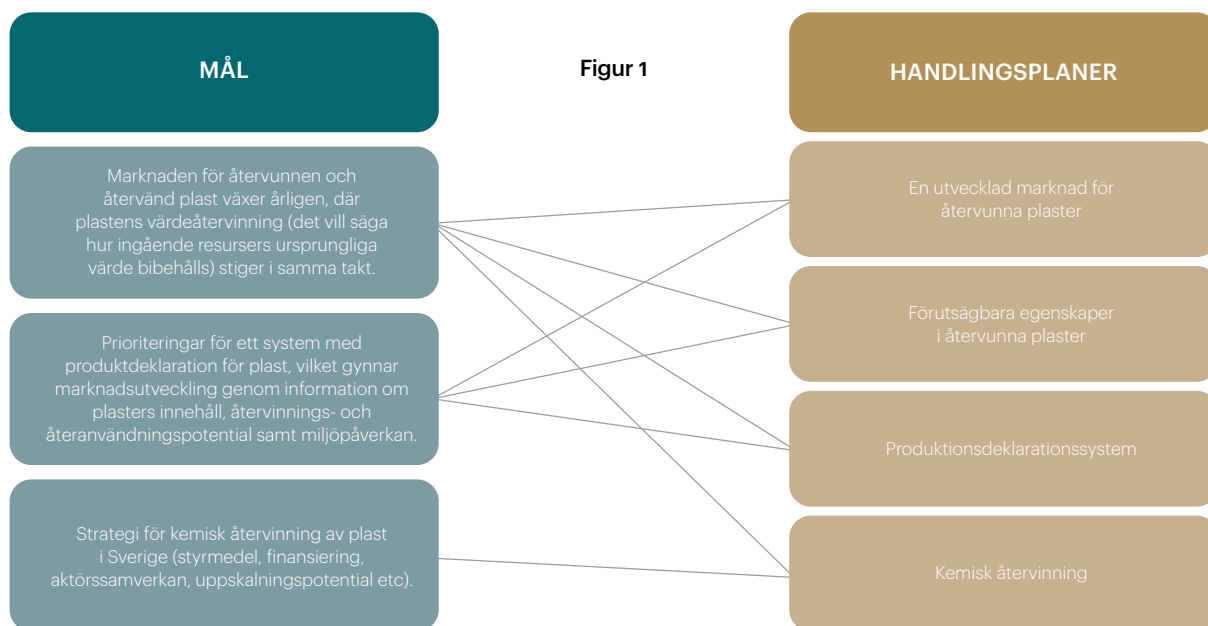 MÅL
Figur 1
HANDLINGSPLANER
Marknaden för återvunnen och
återvänd plast växer årligen, där
plastens värdeåtervinning (det vill säga
hur ingående resursers ursprungliga
värde bibehålls) stiger i samma takt.
Prioriteringar för ett system med
produktdeklaration för plast, vilket gynnar
marknadsutveckling genom information om
plasters innehåll, återvinnings- och
återanvändningspotential samt miljöpåverkan.
Strategi för kemisk återvinning av plast
i Sverige (styrmedel, finansiering,
aktörssamverkan, uppskalningspotential etc).
En utvecklad marknad för
återvunna plaster
Förutsägbara egenskaper
i återvunna plaster
Produktionsdeklarationssystem
Kemisk återvinning